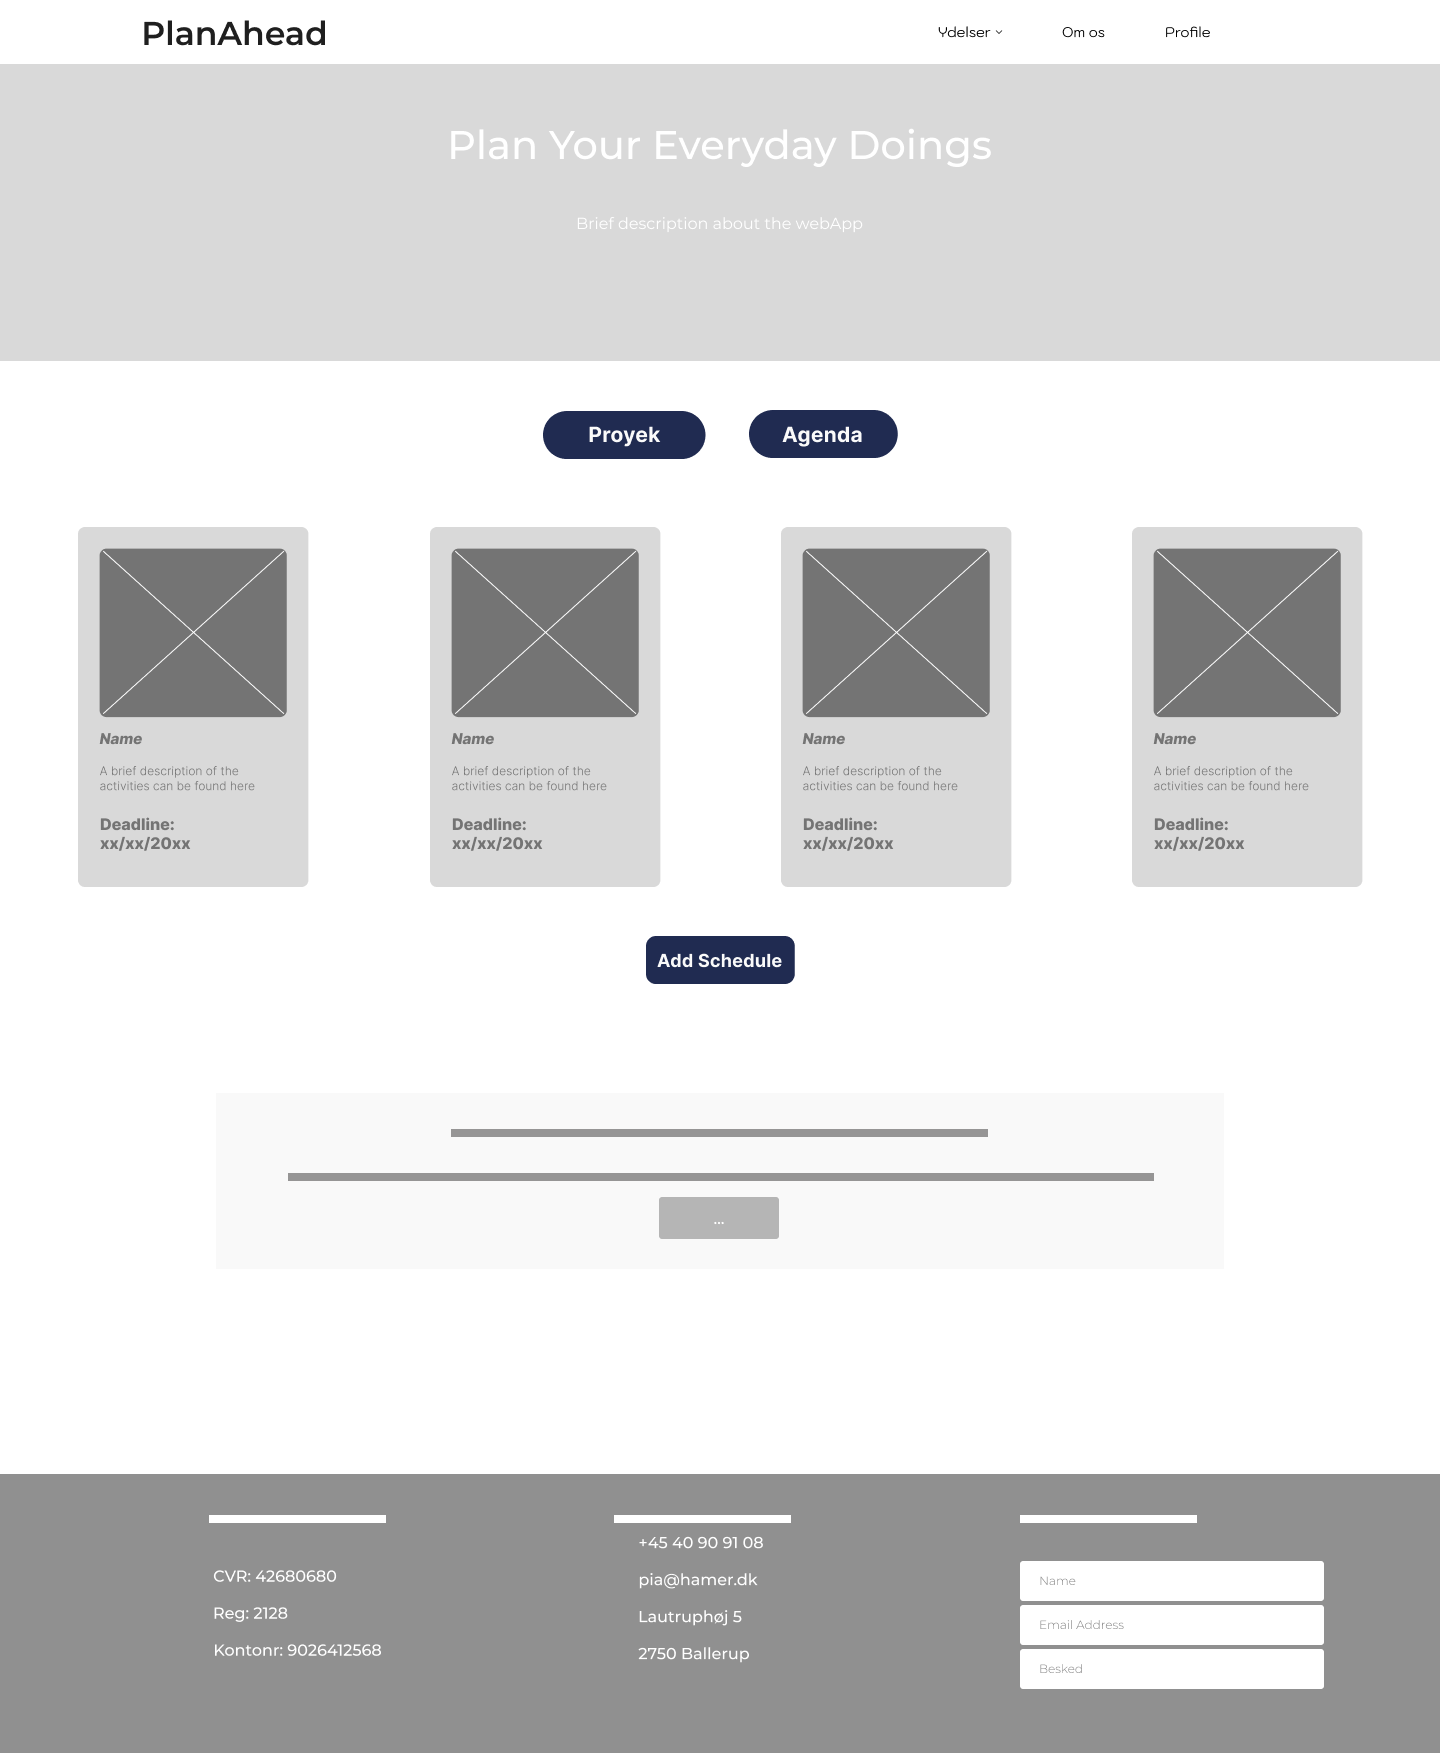 PlanAhead
Ydelser
Om os
Profile
Plan Your Everyday Doings
Brief description about the webApp
Proyek
Agenda
Name
A brief description of the
activities can be found here
Deadline:
xx/xx/20xx
Name
A brief description of the
activities can be found here
Deadline:
xx/xx/20xx
Name
A brief description of the
activities can be found here
Deadline:
xx/xx/20xx
Name
A brief description of the
activities can be found here
Deadline:
xx/xx/20xx
Add Schedule
...
CVR: 42680680
Reg: 2128
Kontonr: 9026412568
+45 40 90 91 08
pia@hamer.dk
Lautruphøj 5
2750 Ballerup
Name
Email Address
Besked